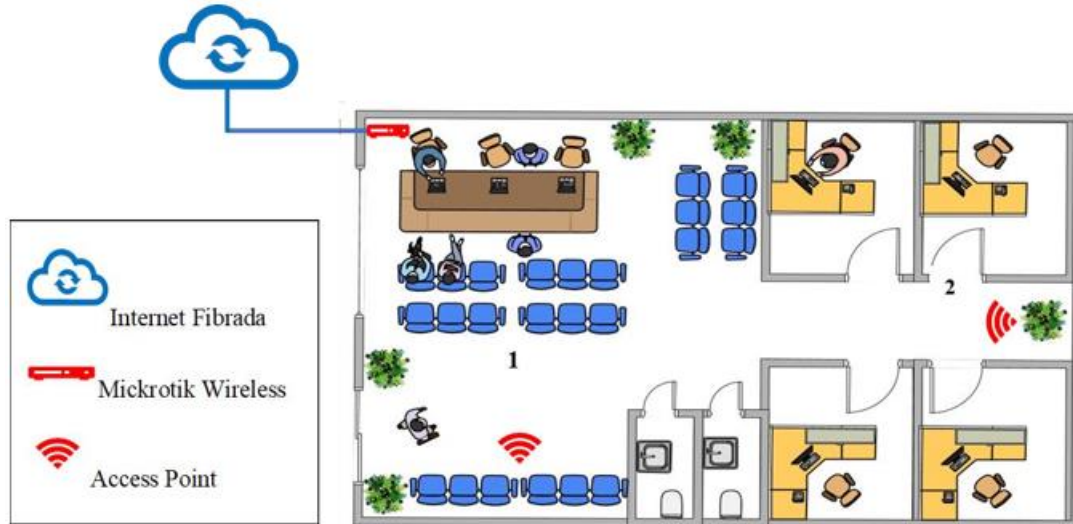 Internet Fibrada
Mickrotik Wireless
Access Point
1
2